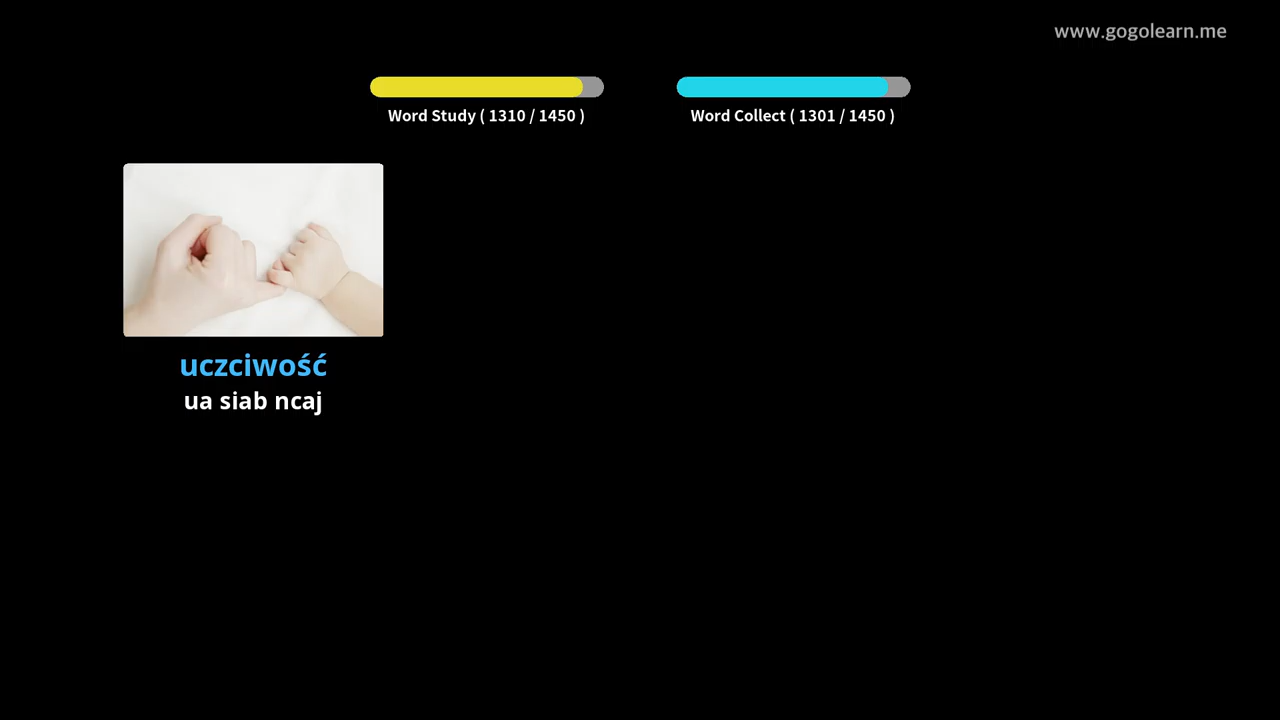 www.gogolearn.me
Word Study ( 1310 / 1450 )
Word Collect ( 1301 / 1450 )
uczciwość
ua siab ncaj